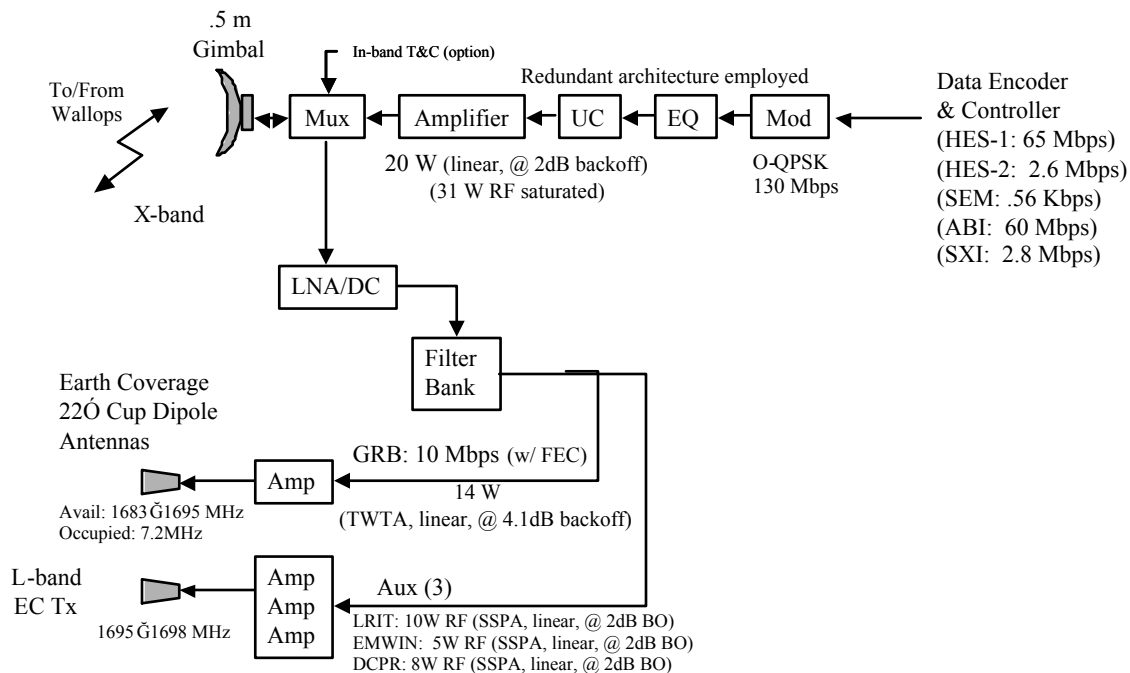 .5 m
Gimbal
In-band T&C (option)
Redundant architecture employed
To/From
Wallops
X-band
Mux
Amplifier
UC
EQ
Mod
20 W (linear, @ 2dB backoff)
(31 W RF saturated)
O-QPSK
130 Mbps
Data Encoder
& Controller
(HES-1: 65 Mbps)
(HES-2:  2.6 Mbps)
(SEM: .56 Kbps)
(ABI:  60 Mbps)
(SXI:  2.8 Mbps)
LNA/DC
Filter
Bank
Earth Coverage
22Ó Cup Dipole
Antennas
GRB: 10 Mbps (w/ FEC)
Amp
14 W
(TWTA, linear, @ 4.1dB backoff)
Avail: 1683 Ğ1695 MHz
Occupied: 7.2MHz
L-band
EC Tx
1695 Ğ1698 MHz
Amp
Amp
Amp
Aux (3)
LRIT: 10W RF (SSPA, linear, @ 2dB BO)
EMWIN:  5W RF (SSPA, linear, @ 2dB BO)
DCPR: 8W RF (SSPA, linear, @ 2dB BO)